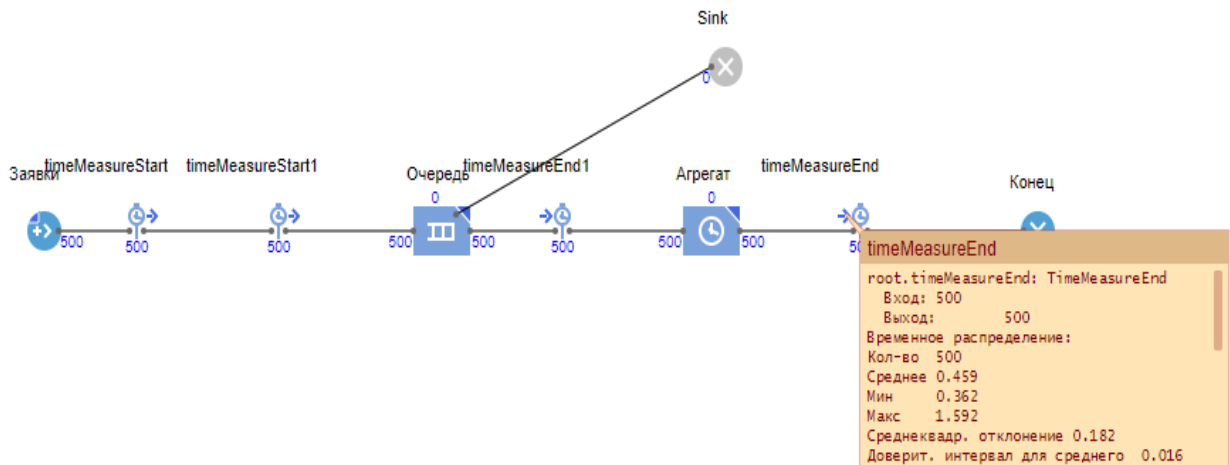 Sink
0
Заявки
timeMeasureStart
timeMeasureStart1
Очередь
timeMeasureEnd1
Агрегат
timeMeasureEnd
Конец
0
0
500
500
500
500
500
500
500
500
timeMeasureEnd
root.timeMeasureEnd: TimeMeasureEnd
Вход: 500
Выход: 500
Временное распределение:
Кол-во 500
Среднее 0.459
Мин 0.362
Макс 1.592
Среднеквадр. отклонение 0.182
Доверит. интервал для среднего 0.016